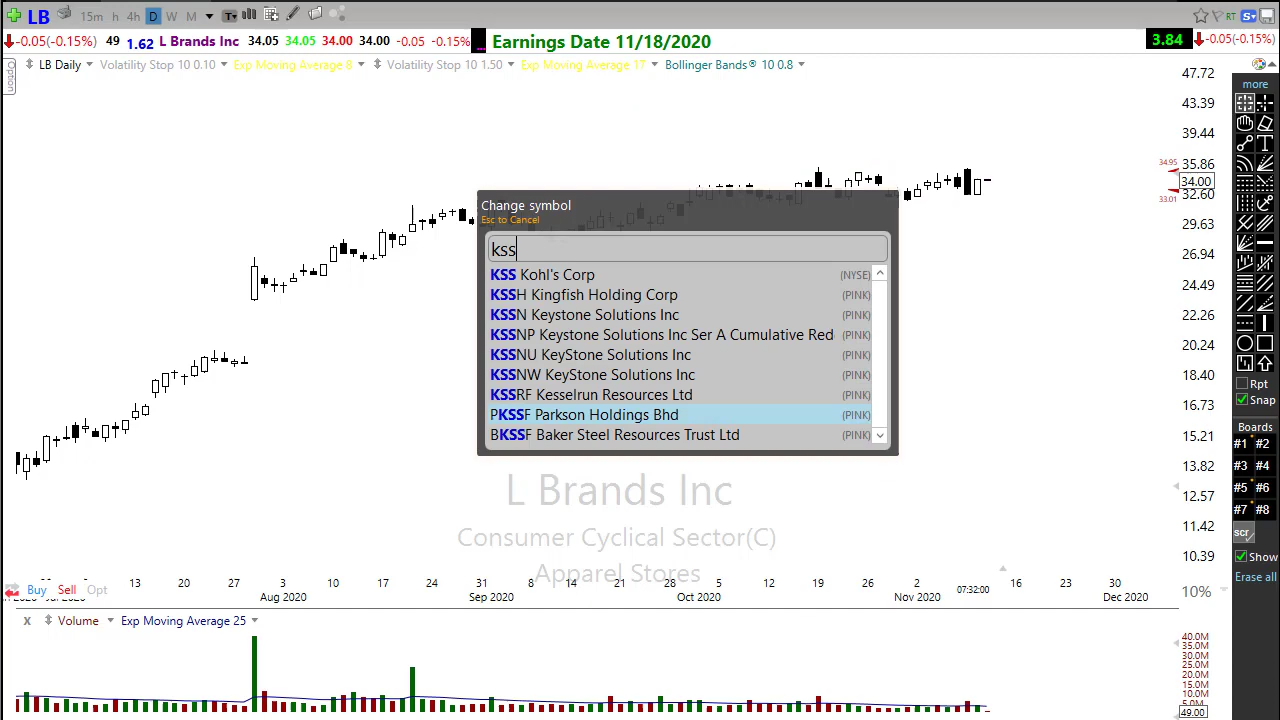 LB 15m h 4h D W M T
-0.05(-0.15%) 49 1.62 L Brands Inc 34.05 34.05 34.00 34.00 -0.05 -0.15% ... Earnings Date 11/18/2020 3.84 -0.05(-0.15%)
RT S
Option
LB Daily Volatility Stop 10 0.10 Exp Moving Average 8 Volatility Stop 10 1.50 Exp Moving Average 17 Bollinger Bands® 10 0.8
47.72
more
43.39
39.44
34.95
35.86
34.00
32.60
33.01
Change symbol
Esc to Cancel
kss
KSS Kohl's Corp (NYSE)
KSSH Kingfish Holding Corp (PINK)
KSSN Keystone Solutions Inc (PINK)
KSSNP Keystone Solutions Inc Ser A Cumulative Red (PINK)
KSSNU KeyStone Solutions Inc (PINK)
KSSNW KeyStone Solutions Inc (PINK)
KSSRF Kesselrun Resources Ltd (PINK)
PKSSF Parkson Holdings Bhd (PINK)
BKSSF Baker Steel Resources Trust Ltd (PINK)
29.63
26.94
24.49
22.26
20.24
18.40
16.73
15.21
13.82
12.57
11.42
10.39
Rpt
Snap
Boards
#1 #2
#3 #4
#5 #6
#7 #8
scr
Show
Erase all
L Brands Inc
Consumer Cyclical Sector(C)
Apparel Stores
13 20 27 3 10 17 24 31 8 14 21 28 5 12 19 26 2 16 23 30
Buy Sell Opt
Aug 2020 Sep 2020 Oct 2020 Nov 2020 07:32:00 Dec 2020
10%
x Volume Exp Moving Average 25
40.0M
35.0M
30.0M
25.0M
20.0M
15.0M
10.0M
5.0M
49.00